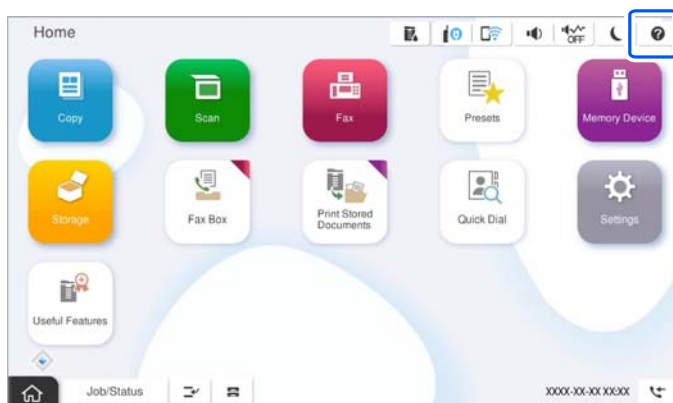 Home
OFF
?
Copy
Scan
Fax
Presets
Memory Device
Storage
Fax Box
Print Stored
Documents
Quick Dial
Settings
Useful Features
Job/Status
XXXX-XX-XX XX:XX